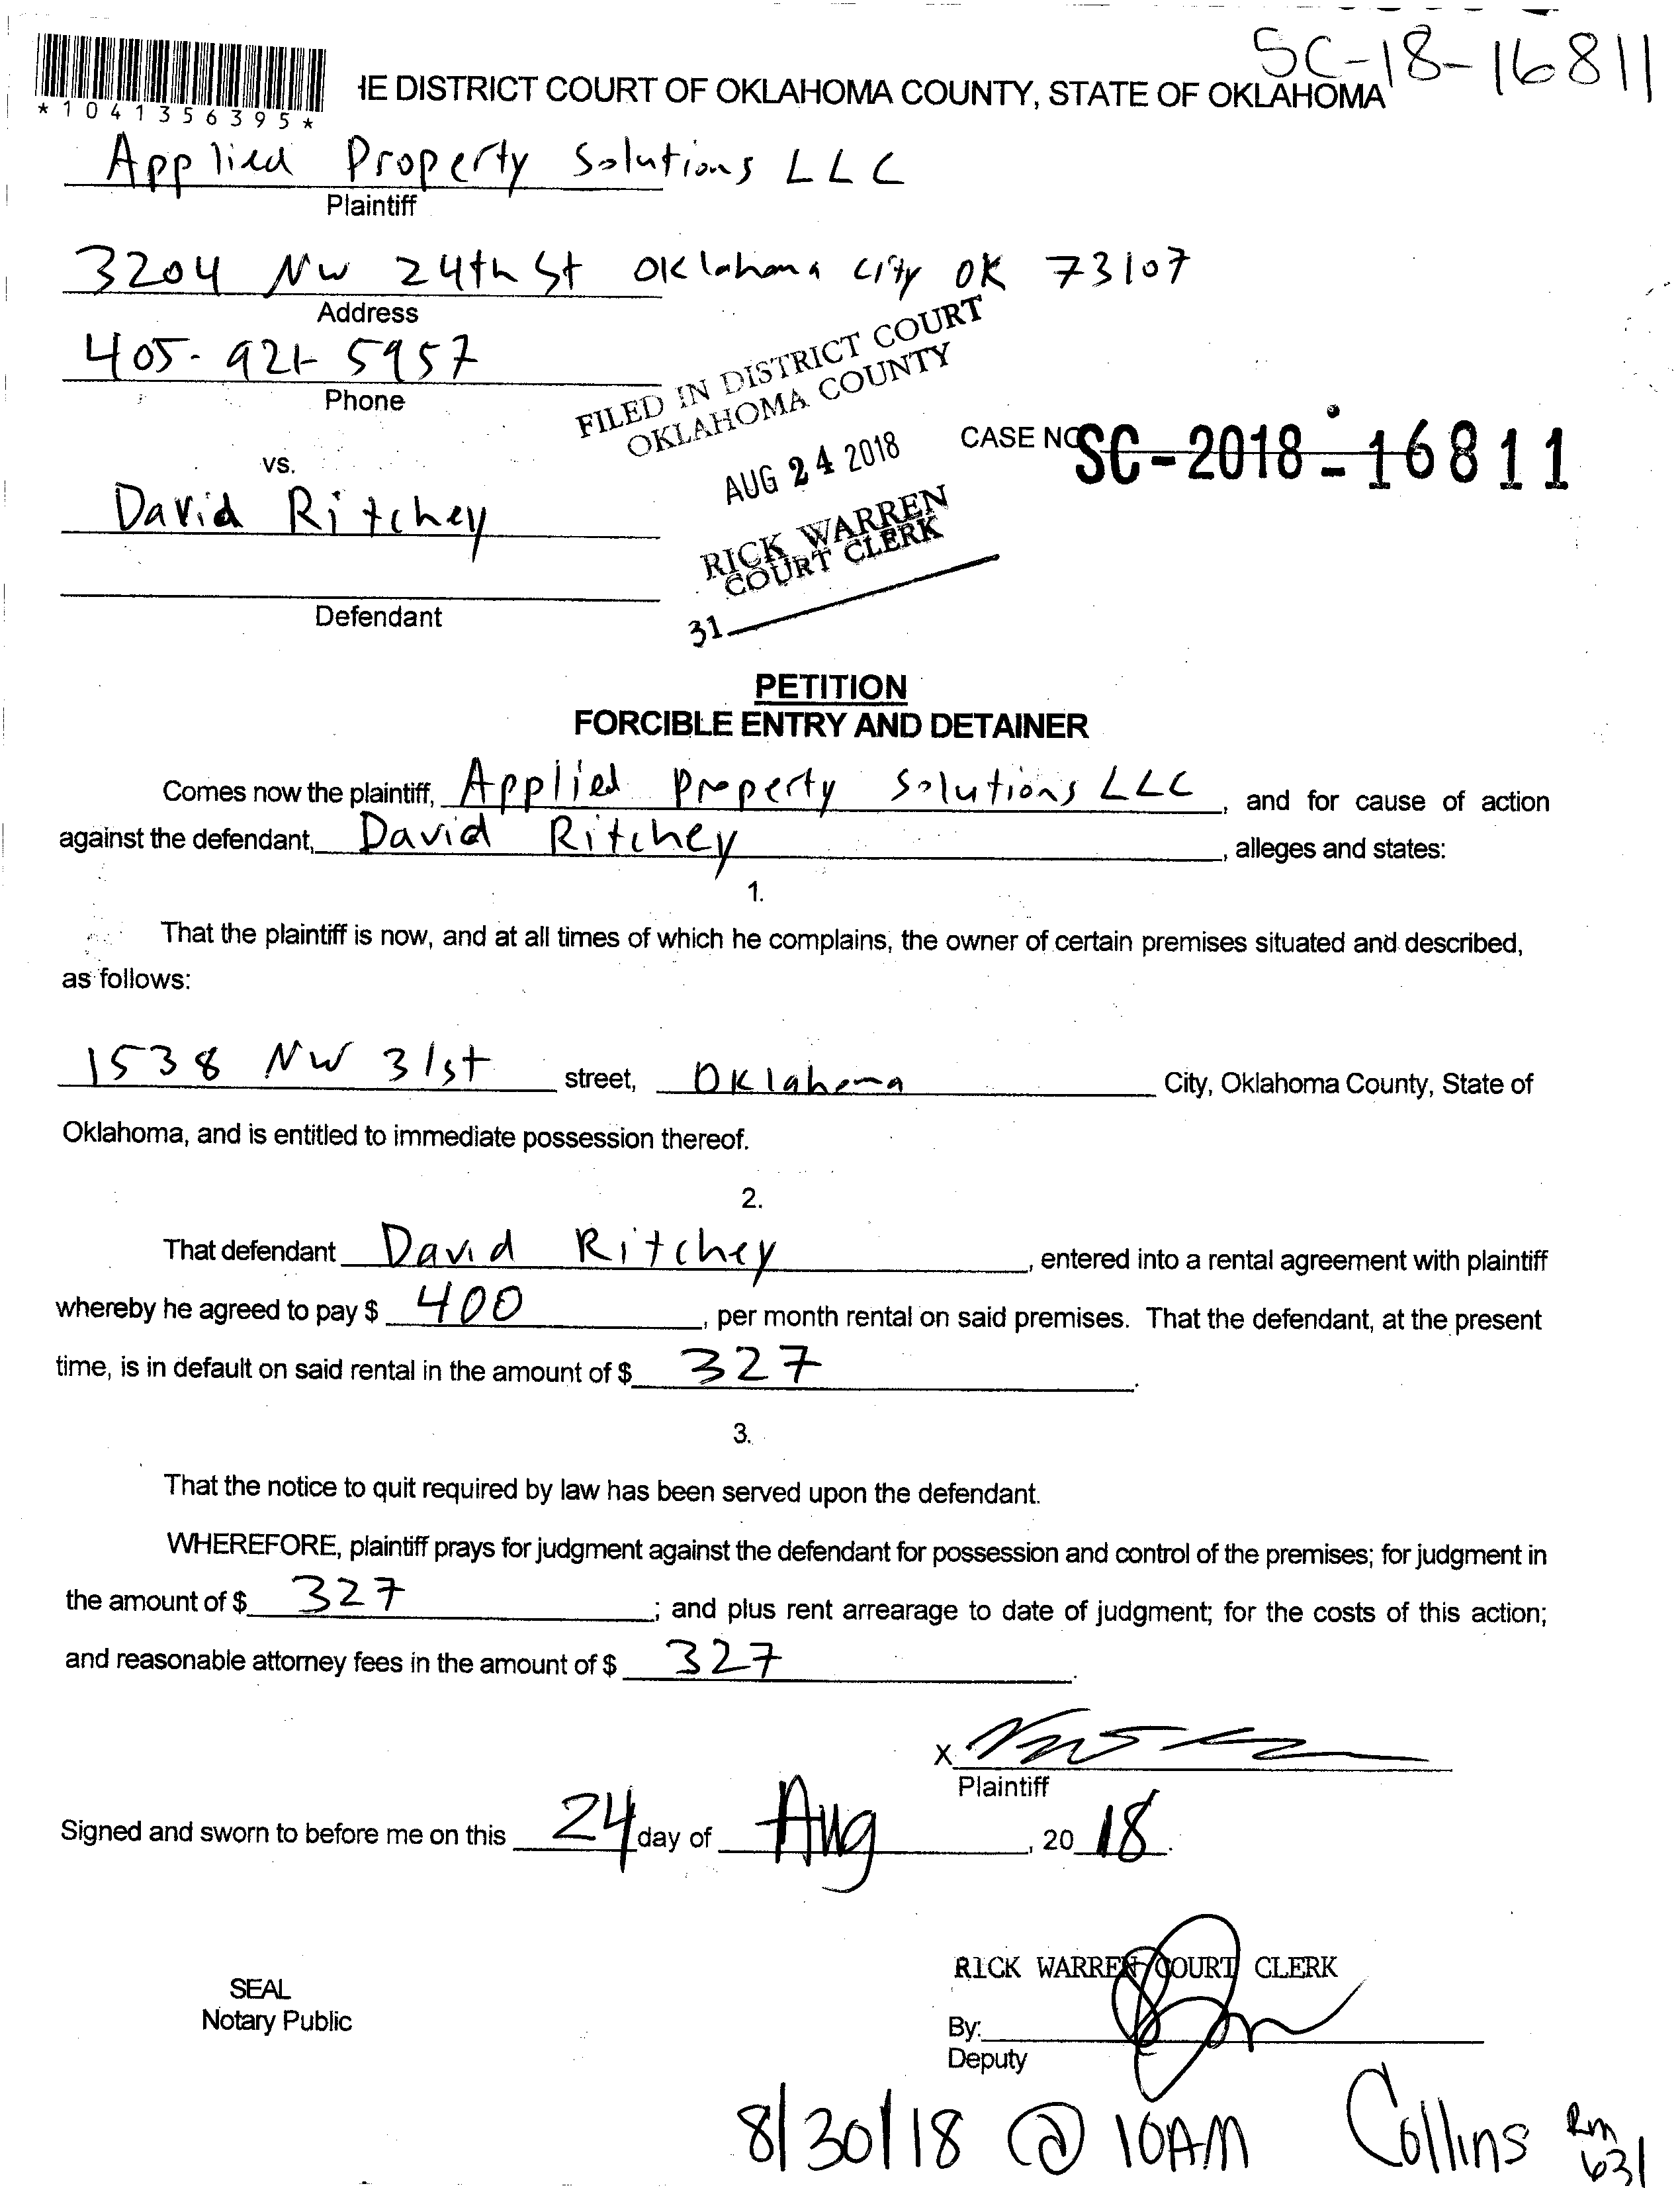 SC-18-16811
*1041356395*
HE DISTRICT COURT OF OKLAHOMA COUNTY, STATE OF OKLAHOMA
Applied Property Solutions LLC
Plaintiff
3204 NW 24th St Oklahoma City OK 73107
Address
405-921-5957
Phone
FILED IN DISTRICT COURT
OKLAHOMA COUNTY
AUG 24 2018
RICK WARREN
COURT CLERK
31
CASE NO SC-2018-16811
vs.
David Ritchey
Defendant
PETITION
FORCIBLE ENTRY AND DETAINER
Comes now the plaintiff, Applied Property Solutions LLC, and for cause of action
against the defendant, David Ritchey, alleges and states:
1.
That the plaintiff is now, and at all times of which he complains, the owner of certain premises situated and described,
as follows:
1538 NW 31st street, Oklahoma City, Oklahoma County, State of
Oklahoma, and is entitled to immediate possession thereof.
2.
That defendant David Ritchey, entered into a rental agreement with plaintiff
whereby he agreed to pay $ 400, per month rental on said premises. That the defendant, at the present
time, is in default on said rental in the amount of $ 327.
3.
That the notice to quit required by law has been served upon the defendant.
WHEREFORE, plaintiff prays for judgment against the defendant for possession and control of the premises; for judgment in
the amount of $ 327; and plus rent arrearage to date of judgment; for the costs of this action;
and reasonable attorney fees in the amount of $ 327.
X
Plaintiff
Signed and sworn to before me on this 24 day of Aug, 20 18.
RICK WARREN COURT CLERK
SEAL
Notary Public
By:
Deputy
8/30/18 @ 10AM Collins Rm
631